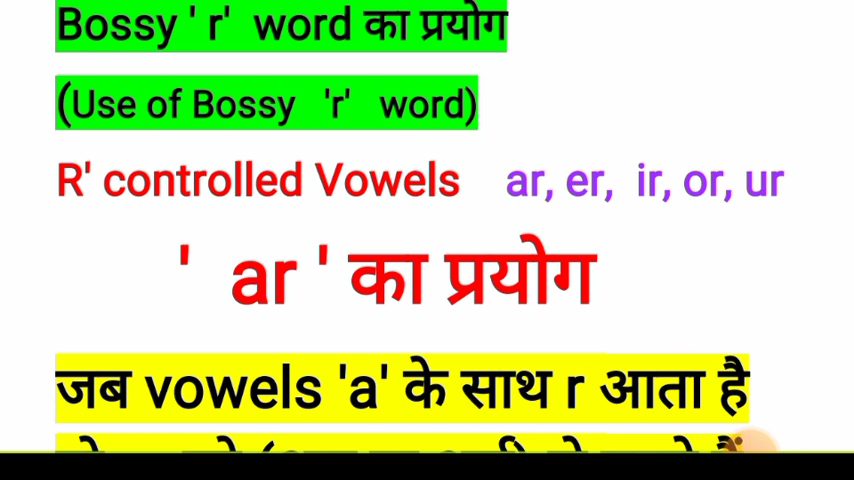 Bossy ' r' word का प्रयोग
(Use of Bossy 'r' word)
R' controlled Vowels ar, er, ir, or, ur
' ar ' का प्रयोग
जब vowels 'a' के साथ r आता है